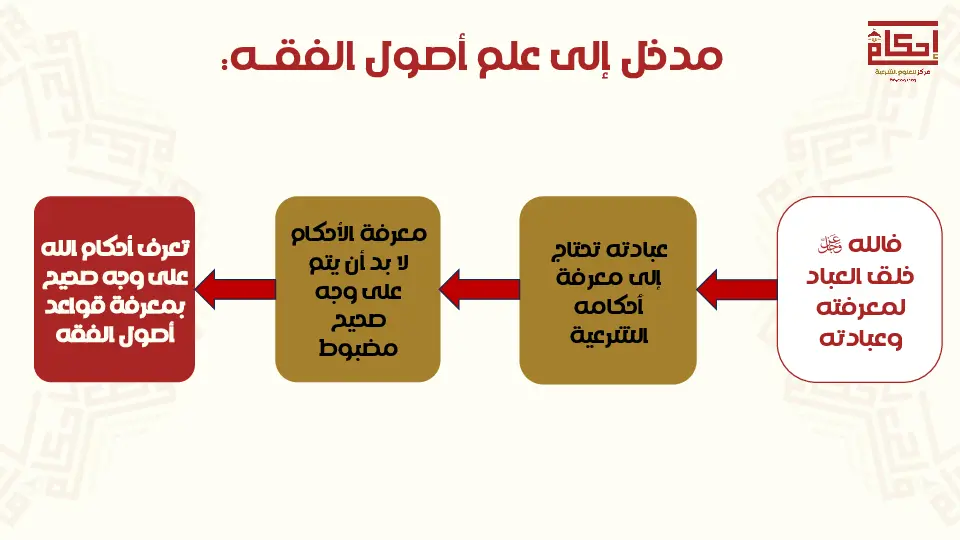 مدخل إلى علم أصول الفقـه:
إحكام
مركز للعلوم الشرعية
فالله ﷻ
خلق العباد
لمعرفته
وعبادته
عبادته تحتاج
إلى معرفة
أحكامه
الشرعية
معرفة الأحكام
لا بد أن يتم
على وجه
صحيح
مضبوط
تعرف أحكام الله
على وجه صحيح
بمعرفة قواعد
أصول الفقه